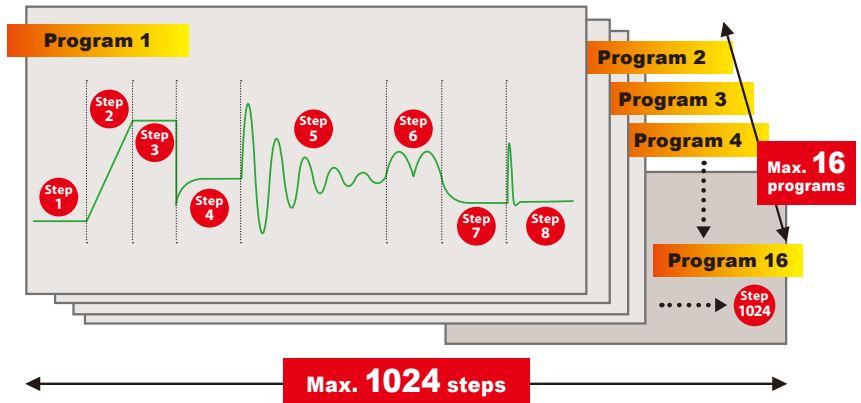 Program 1
Program 2
Program 3
Program 4
Step
1
Step
2
Step
3
Step
4
Step
5
Step
6
Step
7
Step
8
Max. 16
programs
Program 16
Step
1024
Max. 1024 steps